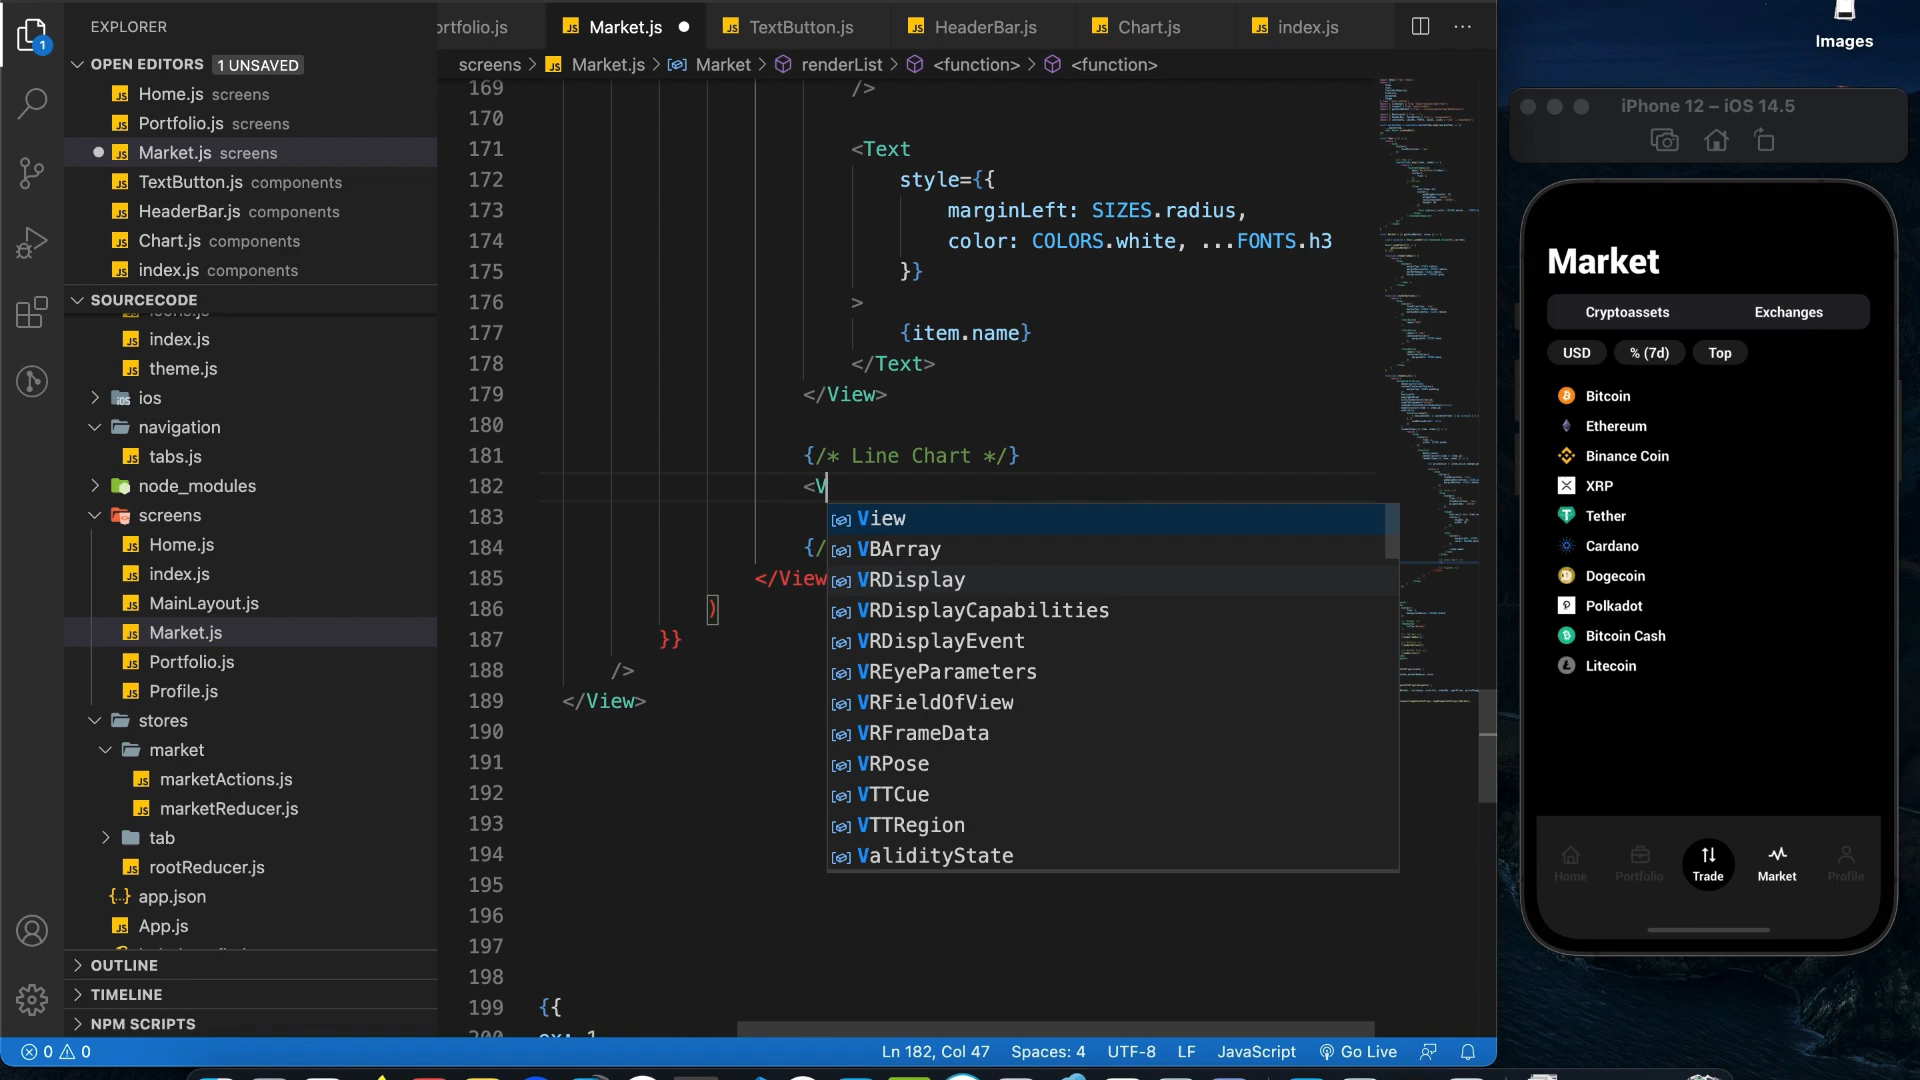 EXPLORER
OPEN EDITORS 1 UNSAVED
Home.js screens
Portfolio.js screens
Market.js screens
TextButton.js components
HeaderBar.js components
Chart.js components
index.js components
SOURCECODE
index.js
theme.js
ios
navigation
tabs.js
node_modules
screens
Home.js
index.js
MainLayout.js
Market.js
Portfolio.js
Profile.js
stores
market
marketActions.js
marketReducer.js
tab
rootReducer.js
app.json
App.js
OUTLINE
TIMELINE
NPM SCRIPTS
ortfolio.js Market.js TextButton.js HeaderBar.js Chart.js index.js
screens > Market.js > Market > renderList > <function> > <function>
169 />
170
171 <Text
172 style={{
173 marginLeft: SIZES.radius,
174 color: COLORS.white, ...FONTS.h3
175 }}
176 >
177 {item.name}
178 </Text>
179 </View>
180
181 {/* Line Chart */}
182 <V
183
184 {/
185 </View
186 )
187 }}
188 />
189 </View>
190
191
192
193
194
195
196
197
198
199 {{
View
VBArray
VRDisplay
VRDisplayCapabilities
VRDisplayEvent
VREyeParameters
VRFieldOfView
VRFrameData
VRPose
VTTCue
VTTRegion
ValidityState
0 0 Ln 182, Col 47 Spaces: 4 UTF-8 LF JavaScript Go Live
Images
iPhone 12 – iOS 14.5
Market
Cryptoassets Exchanges
USD % (7d) Top
Bitcoin
Ethereum
Binance Coin
XRP
Tether
Cardano
Dogecoin
Polkadot
Bitcoin Cash
Litecoin
Home Portfolio Trade Market Profile